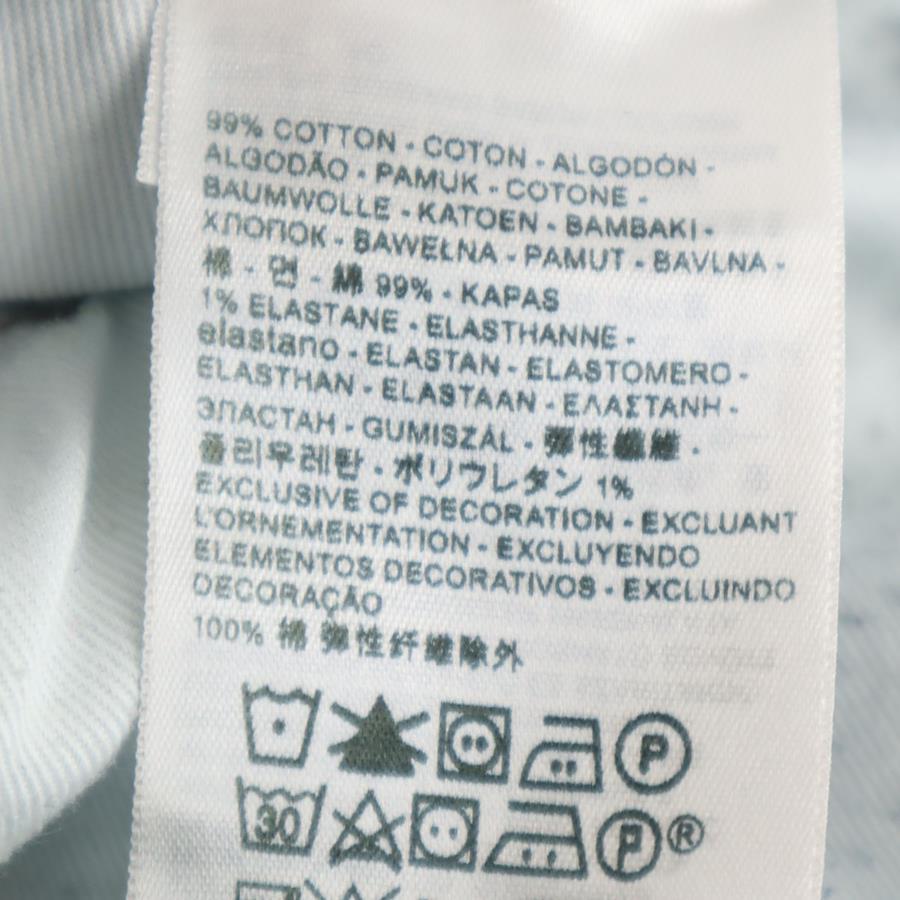 99% COTTON - COTON - ALGODÓN -
ALGODÃO - PAMUK - COTONE -
BAUMWOLLE - KATOEN - BAMBAKI -
ХЛОПОК - BAWEŁNA - PAMUT - BAVLNA -
棉 - 면 - 綿 99% - KAPAS
1% ELASTANE - ELASTHANNE -
elastano - ELASTAN - ELASTOMERO -
ELASTHAN - ELASTAAN - ΕΛΑΣΤΑΝΗ -
ЭЛАСТАН - GUMISZÁL - 弹性纖維 -
폴리우레탄 - ポリウレタン 1%
EXCLUSIVE OF DECORATION - EXCLUANT
L'ORNEMENTATION - EXCLUYENDO
ELEMENTOS DECORATIVOS - EXCLUINDO
DECORAÇÃO
100% 棉 弹性纤维除外
P
30 P ®